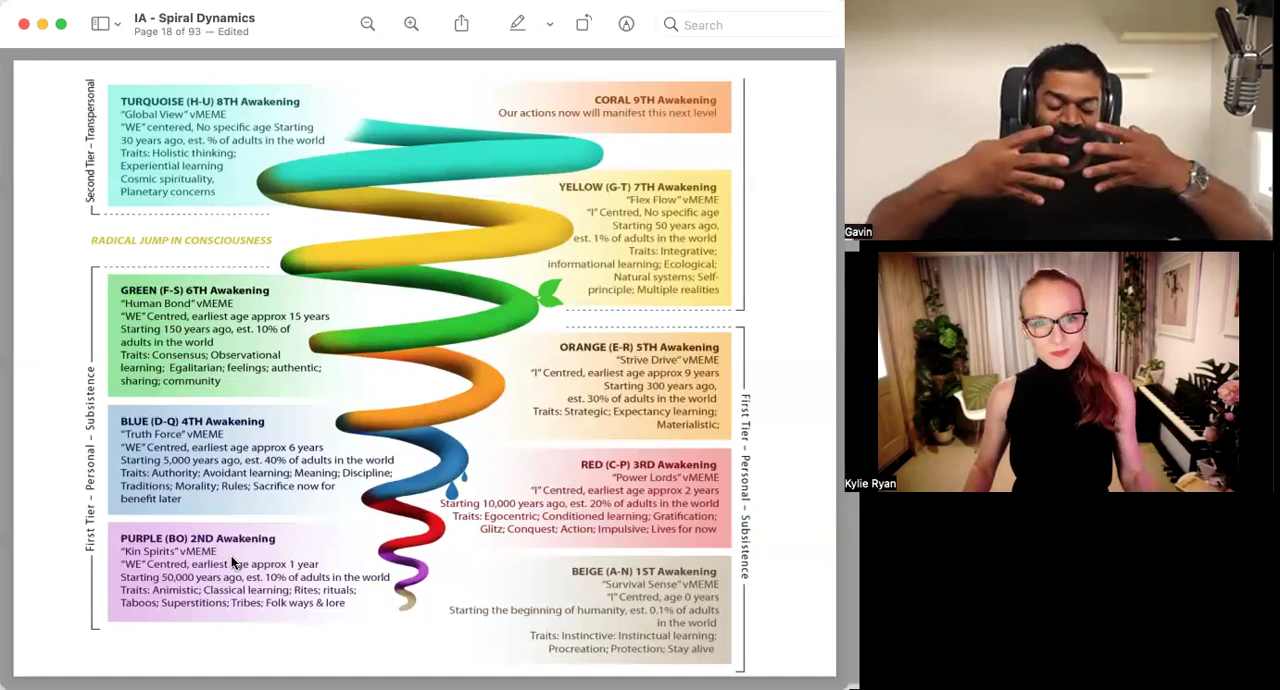 IA - Spiral Dynamics
Page 18 of 93 — Edited
Search
Second Tier – Transpersonal
TURQUOISE (H-U) 8TH Awakening
"Global View" vMEME
"WE" centered, No specific age Starting
30 years ago, est. % of adults in the world
Traits: Holistic thinking;
Experiential learning
Cosmic spirituality,
Planetary concerns
CORAL 9TH Awakening
Our actions now will manifest this next level
YELLOW (G-T) 7TH Awakening
"Flex Flow" vMEME
"I" Centred, No specific age
Starting 50 years ago,
est. 1% of adults in the world
Traits: Integrative;
informational learning; Ecological;
Natural systems; Self-
principle; Multiple realities
RADICAL JUMP IN CONSCIOUSNESS
First Tier – Personal – Subsistence
GREEN (F-S) 6TH Awakening
"Human Bond" vMEME
"WE" Centred, earliest age approx 15 years
Starting 150 years ago, est. 10% of
adults in the world
Traits: Consensus; Observational
learning; Egalitarian; feelings; authentic;
sharing; community
ORANGE (E-R) 5TH Awakening
"Strive Drive" vMEME
"I" Centred, earliest age approx 9 years
Starting 300 years ago,
est. 30% of adults in the world
Traits: Strategic; Expectancy learning;
Materialistic;
BLUE (D-Q) 4TH Awakening
"Truth Force" vMEME
"WE" Centred, earliest age approx 6 years
Starting 5,000 years ago, est. 40% of adults in the world
Traits: Authority; Avoidant learning; Meaning; Discipline;
Traditions; Morality; Rules; Sacrifice now for
benefit later
RED (C-P) 3RD Awakening
"Power Lords" vMEME
"I" Centred, earliest age approx 2 years
Starting 10,000 years ago, est. 20% of adults in the world
Traits: Egocentric; Conditioned learning; Gratification;
Glitz; Conquest; Action; Impulsive; Lives for now
PURPLE (BO) 2ND Awakening
"Kin Spirits" vMEME
"WE" Centred, earliest age approx 1 year
Starting 50,000 years ago, est. 10% of adults in the world
Traits: Animistic; Classical learning; Rites; rituals;
Taboos; Superstitions; Tribes; Folk ways & lore
BEIGE (A-N) 1ST Awakening
"Survival Sense" vMEME
"I" Centred, age 0 years
Starting the beginning of humanity, est. 0.1% of adults
in the world
Traits: Instinctive: Instinctual learning;
Procreation; Protection; Stay alive
First Tier – Personal – Subsistence
Gavin
Kylie Ryan